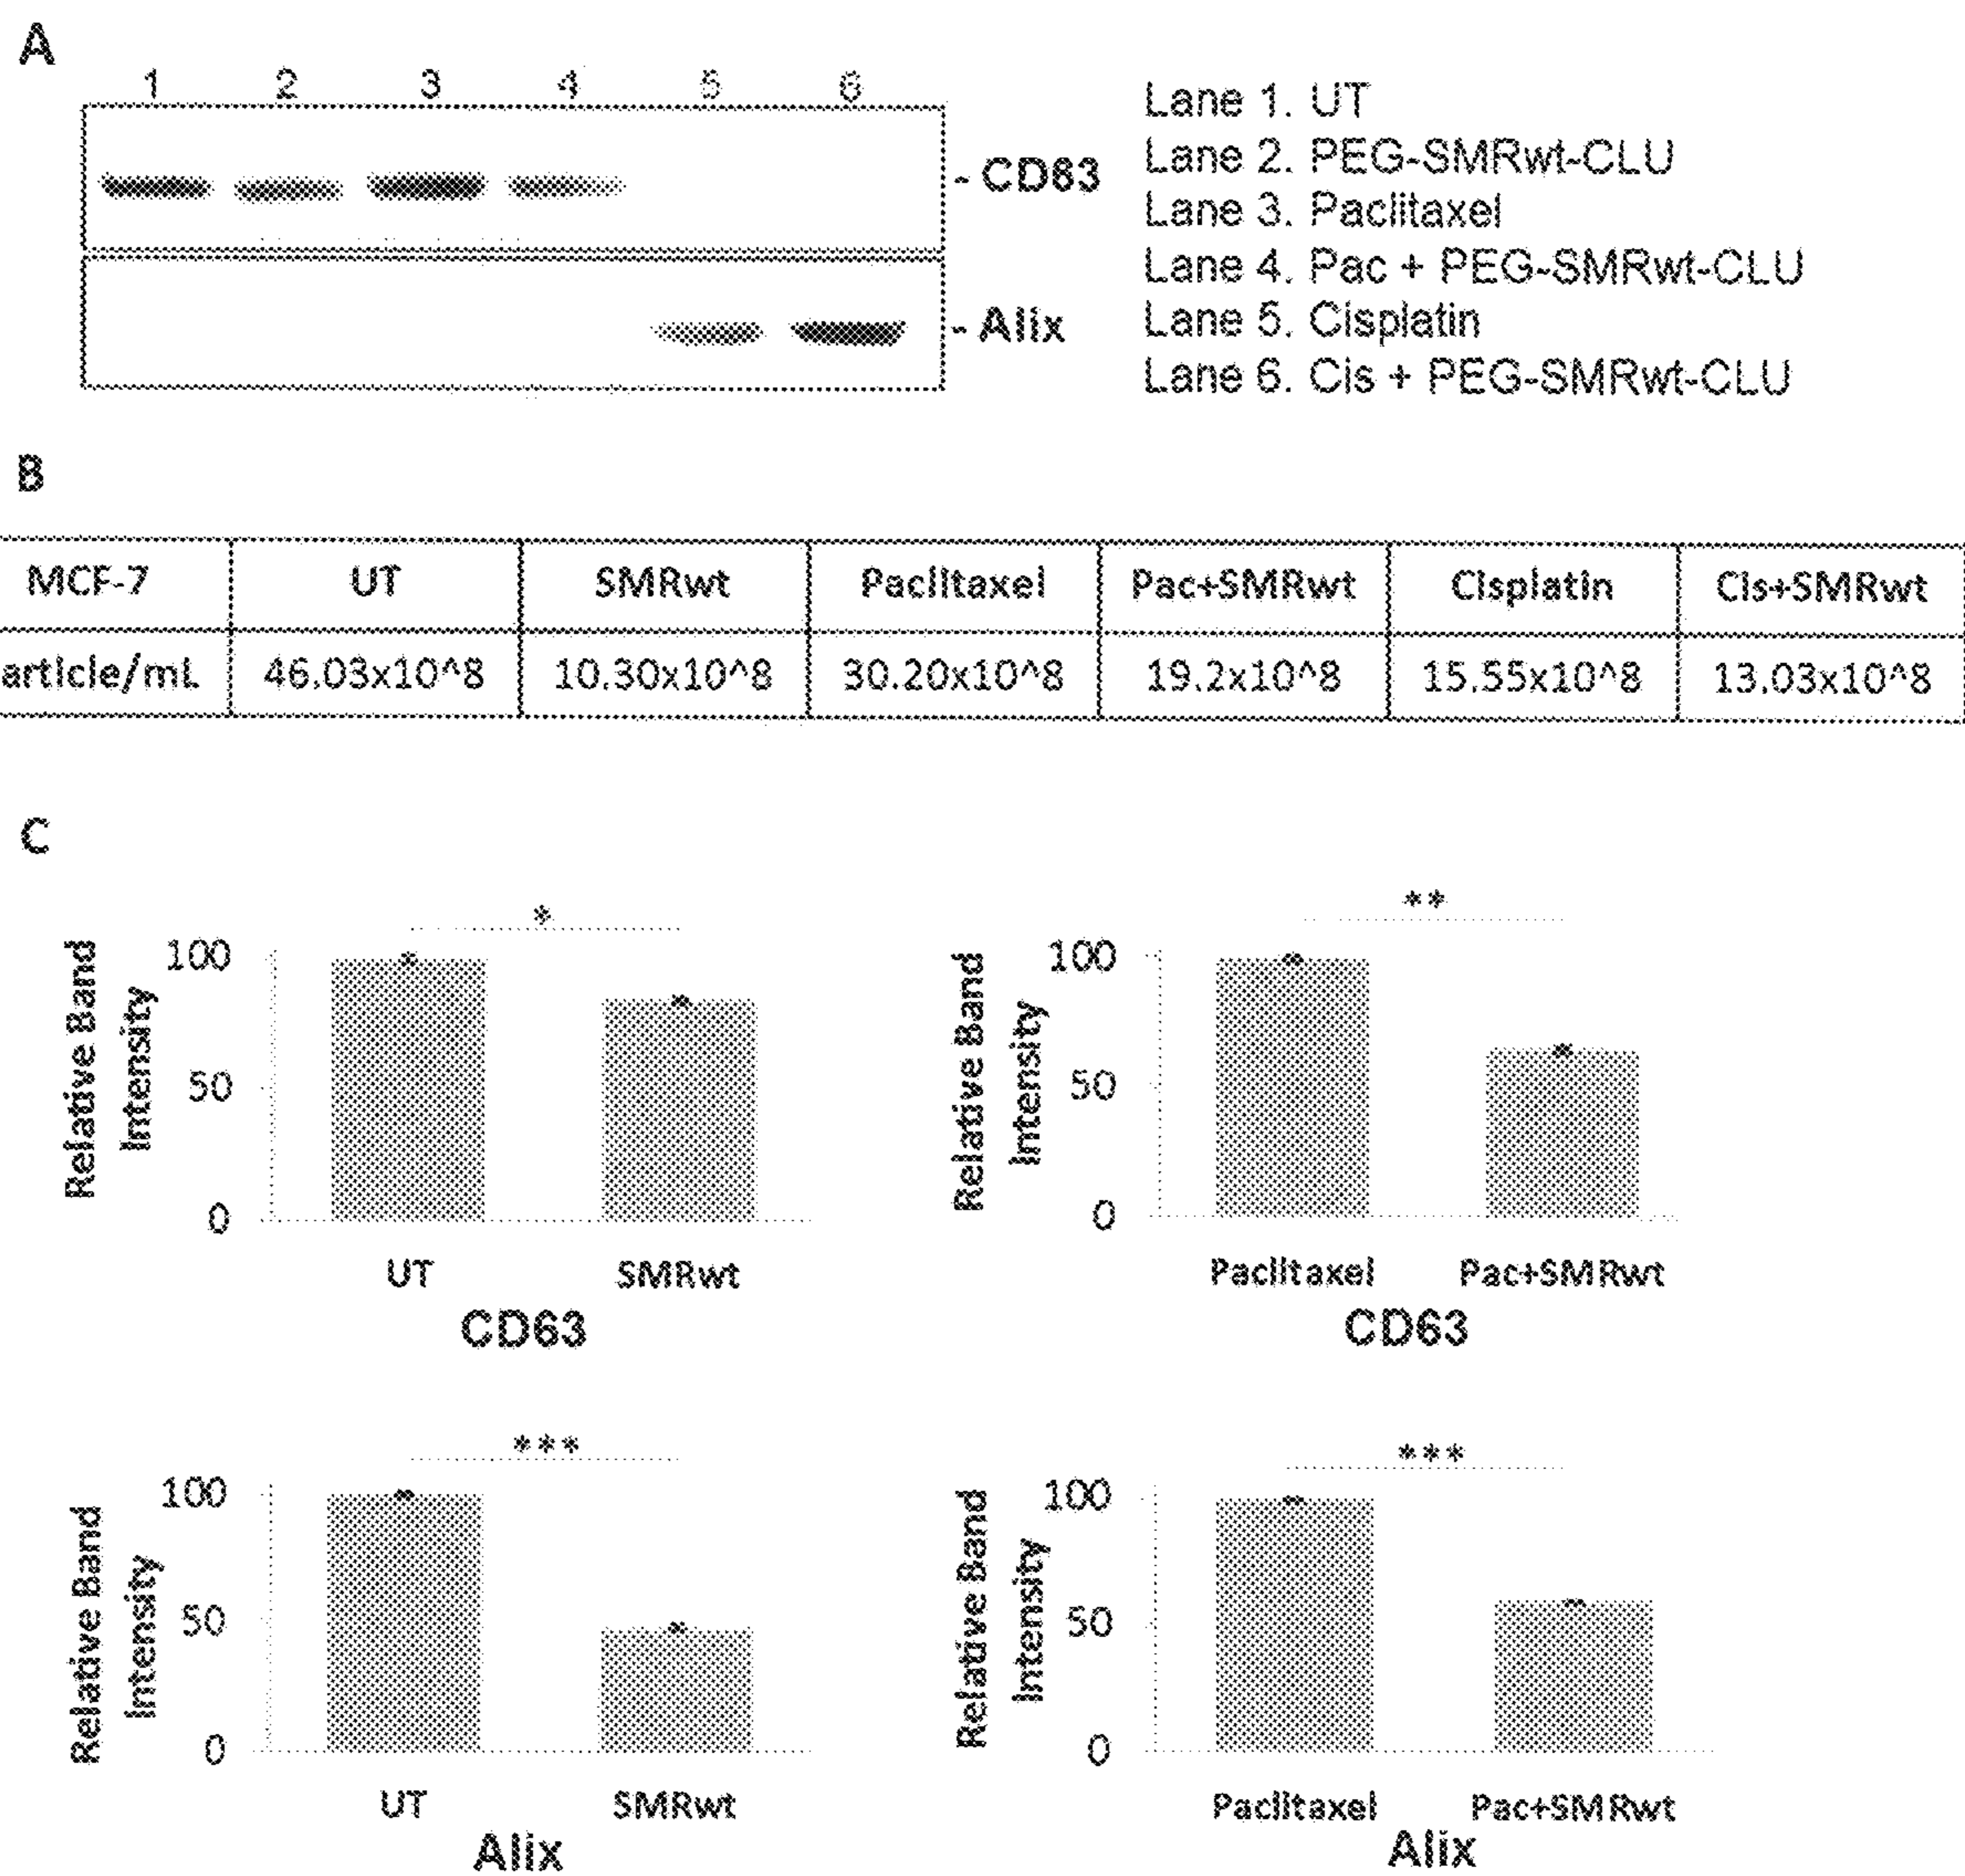 A
1 2 3 4 5 6
- CD63
- Alix
Lane 1. UT
Lane 2. PEG-SMRwt-CLU
Lane 3. Paclitaxel
Lane 4. Pac + PEG-SMRwt-CLU
Lane 5. Cisplatin
Lane 6. Cis + PEG-SMRwt-CLU
B
MCF-7 UT SMRwt Paclitaxel Pac+SMRwt Cisplatin Cis+SMRwt
article/mL 46.03x10^8 10.30x10^8 30.20x10^8 19.2x10^8 15.55x10^8 13.03x10^8
C
Relative Band
Intensity
100
50
0
*
UT SMRwt
CD63
Relative Band
Intensity
100
50
0
**
Paclitaxel Pac+SMRwt
CD63
Relative Band
Intensity
100
50
0
***
UT SMRwt
Alix
Relative Band
Intensity
100
50
0
***
Paclitaxel Pac+SMRwt
Alix